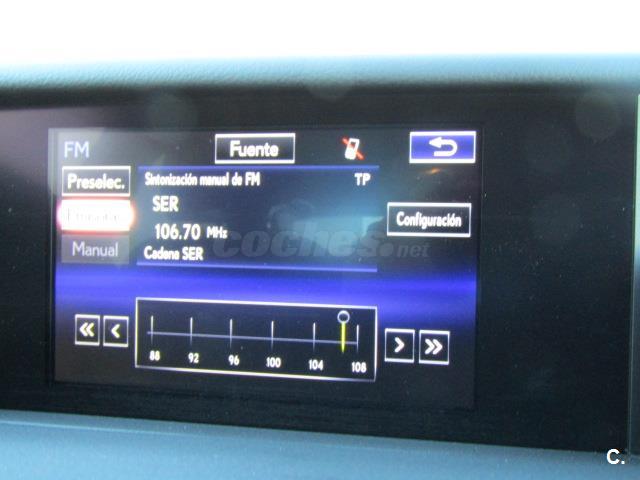 FM
Fuente
Preselec.
Sintonización manual de FM
TP
SER
Emisoras
Configuración
106.70 MHz
Manual
Cadena SER
coches.net
« < > »
88 92 96 100 104 108
C.